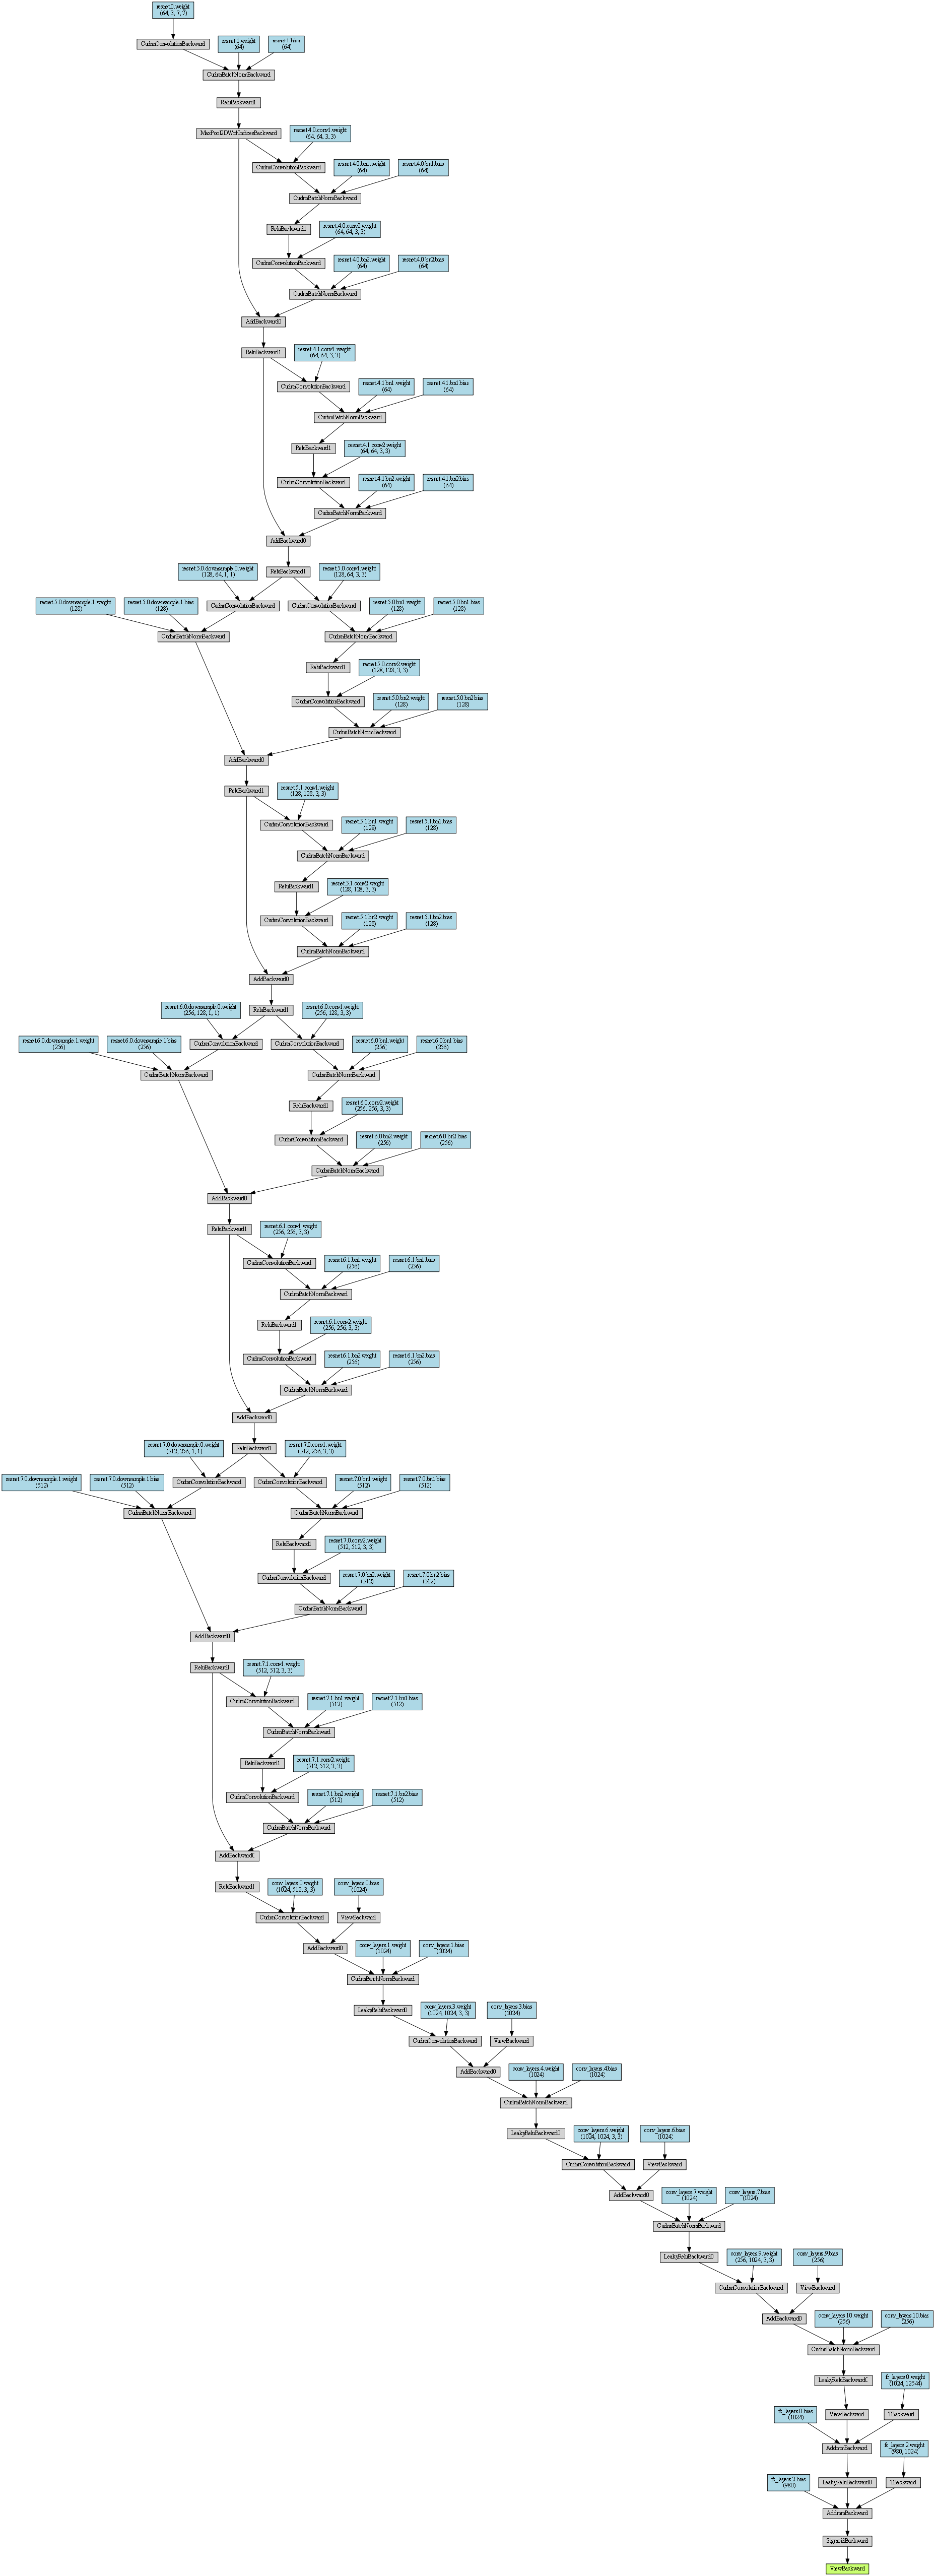 resnet.0.weight
(64, 3, 7, 7)
CudnnConvolutionBackward
resnet.1.weight
(64)
resnet.1.bias
(64)
CudnnBatchNormBackward
ReluBackward1
MaxPool2DWithIndicesBackward
resnet.4.0.conv1.weight
(64, 64, 3, 3)
CudnnConvolutionBackward
resnet.4.0.bn1.weight
(64)
resnet.4.0.bn1.bias
(64)
CudnnBatchNormBackward
ReluBackward1
resnet.4.0.conv2.weight
(64, 64, 3, 3)
CudnnConvolutionBackward
resnet.4.0.bn2.weight
(64)
resnet.4.0.bn2.bias
(64)
CudnnBatchNormBackward
AddBackward0
ReluBackward1
resnet.4.1.conv1.weight
(64, 64, 3, 3)
CudnnConvolutionBackward
resnet.4.1.bn1.weight
(64)
resnet.4.1.bn1.bias
(64)
CudnnBatchNormBackward
ReluBackward1
resnet.4.1.conv2.weight
(64, 64, 3, 3)
CudnnConvolutionBackward
resnet.4.1.bn2.weight
(64)
resnet.4.1.bn2.bias
(64)
CudnnBatchNormBackward
AddBackward0
ReluBackward1
resnet.5.0.downsample.0.weight
(128, 64, 1, 1)
resnet.5.0.conv1.weight
(128, 64, 3, 3)
CudnnConvolutionBackward
CudnnConvolutionBackward
resnet.5.0.downsample.1.weight
(128)
resnet.5.0.downsample.1.bias
(128)
resnet.5.0.bn1.weight
(128)
resnet.5.0.bn1.bias
(128)
CudnnBatchNormBackward
CudnnBatchNormBackward
ReluBackward1
resnet.5.0.conv2.weight
(128, 128, 3, 3)
CudnnConvolutionBackward
resnet.5.0.bn2.weight
(128)
resnet.5.0.bn2.bias
(128)
CudnnBatchNormBackward
AddBackward0
ReluBackward1
resnet.5.1.conv1.weight
(128, 128, 3, 3)
CudnnConvolutionBackward
resnet.5.1.bn1.weight
(128)
resnet.5.1.bn1.bias
(128)
CudnnBatchNormBackward
ReluBackward1
resnet.5.1.conv2.weight
(128, 128, 3, 3)
CudnnConvolutionBackward
resnet.5.1.bn2.weight
(128)
resnet.5.1.bn2.bias
(128)
CudnnBatchNormBackward
AddBackward0
ReluBackward1
resnet.6.0.downsample.0.weight
(256, 128, 1, 1)
resnet.6.0.conv1.weight
(256, 128, 3, 3)
CudnnConvolutionBackward
CudnnConvolutionBackward
resnet.6.0.downsample.1.weight
(256)
resnet.6.0.downsample.1.bias
(256)
resnet.6.0.bn1.weight
(256)
resnet.6.0.bn1.bias
(256)
CudnnBatchNormBackward
CudnnBatchNormBackward
ReluBackward1
resnet.6.0.conv2.weight
(256, 256, 3, 3)
CudnnConvolutionBackward
resnet.6.0.bn2.weight
(256)
resnet.6.0.bn2.bias
(256)
CudnnBatchNormBackward
AddBackward0
ReluBackward1
resnet.6.1.conv1.weight
(256, 256, 3, 3)
CudnnConvolutionBackward
resnet.6.1.bn1.weight
(256)
resnet.6.1.bn1.bias
(256)
CudnnBatchNormBackward
ReluBackward1
resnet.6.1.conv2.weight
(256, 256, 3, 3)
CudnnConvolutionBackward
resnet.6.1.bn2.weight
(256)
resnet.6.1.bn2.bias
(256)
CudnnBatchNormBackward
AddBackward0
ReluBackward1
resnet.7.0.downsample.0.weight
(512, 256, 1, 1)
resnet.7.0.conv1.weight
(512, 256, 3, 3)
CudnnConvolutionBackward
CudnnConvolutionBackward
resnet.7.0.downsample.1.weight
(512)
resnet.7.0.downsample.1.bias
(512)
resnet.7.0.bn1.weight
(512)
resnet.7.0.bn1.bias
(512)
CudnnBatchNormBackward
CudnnBatchNormBackward
ReluBackward1
resnet.7.0.conv2.weight
(512, 512, 3, 3)
CudnnConvolutionBackward
resnet.7.0.bn2.weight
(512)
resnet.7.0.bn2.bias
(512)
CudnnBatchNormBackward
AddBackward0
ReluBackward1
resnet.7.1.conv1.weight
(512, 512, 3, 3)
CudnnConvolutionBackward
resnet.7.1.bn1.weight
(512)
resnet.7.1.bn1.bias
(512)
CudnnBatchNormBackward
ReluBackward1
resnet.7.1.conv2.weight
(512, 512, 3, 3)
CudnnConvolutionBackward
resnet.7.1.bn2.weight
(512)
resnet.7.1.bn2.bias
(512)
CudnnBatchNormBackward
AddBackward0
ReluBackward1
conv_layers.0.weight
(1024, 512, 3, 3)
conv_layers.0.bias
(1024)
CudnnConvolutionBackward
ViewBackward
AddBackward0
conv_layers.1.weight
(1024)
conv_layers.1.bias
(1024)
CudnnBatchNormBackward
LeakyReluBackward0
conv_layers.3.weight
(1024, 1024, 3, 3)
conv_layers.3.bias
(1024)
CudnnConvolutionBackward
ViewBackward
AddBackward0
conv_layers.4.weight
(1024)
conv_layers.4.bias
(1024)
CudnnBatchNormBackward
LeakyReluBackward0
conv_layers.6.weight
(1024, 1024, 3, 3)
conv_layers.6.bias
(1024)
CudnnConvolutionBackward
ViewBackward
AddBackward0
conv_layers.7.weight
(1024)
conv_layers.7.bias
(1024)
CudnnBatchNormBackward
LeakyReluBackward0
conv_layers.9.weight
(256, 1024, 3, 3)
conv_layers.9.bias
(256)
CudnnConvolutionBackward
ViewBackward
AddBackward0
conv_layers.10.weight
(256)
conv_layers.10.bias
(256)
CudnnBatchNormBackward
LeakyReluBackward0
fc_layers.0.weight
(1024, 12544)
fc_layers.0.bias
(1024)
ViewBackward
TBackward
AddmmBackward
fc_layers.2.weight
(980, 1024)
fc_layers.2.bias
(980)
LeakyReluBackward0
TBackward
AddmmBackward
SigmoidBackward
ViewBackward